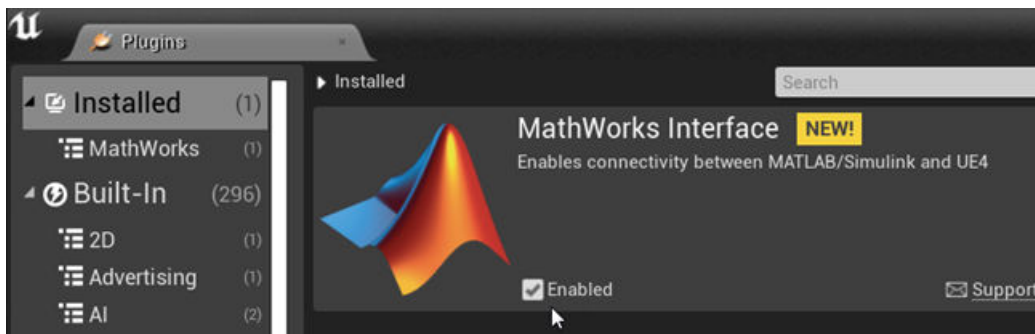 Plugins
Installed (1)
MathWorks (1)
Built-In (296)
2D (1)
Advertising (1)
AI (2)
Installed
Search
MathWorks Interface NEW!
Enables connectivity between MATLAB/Simulink and UE4
Enabled
Support